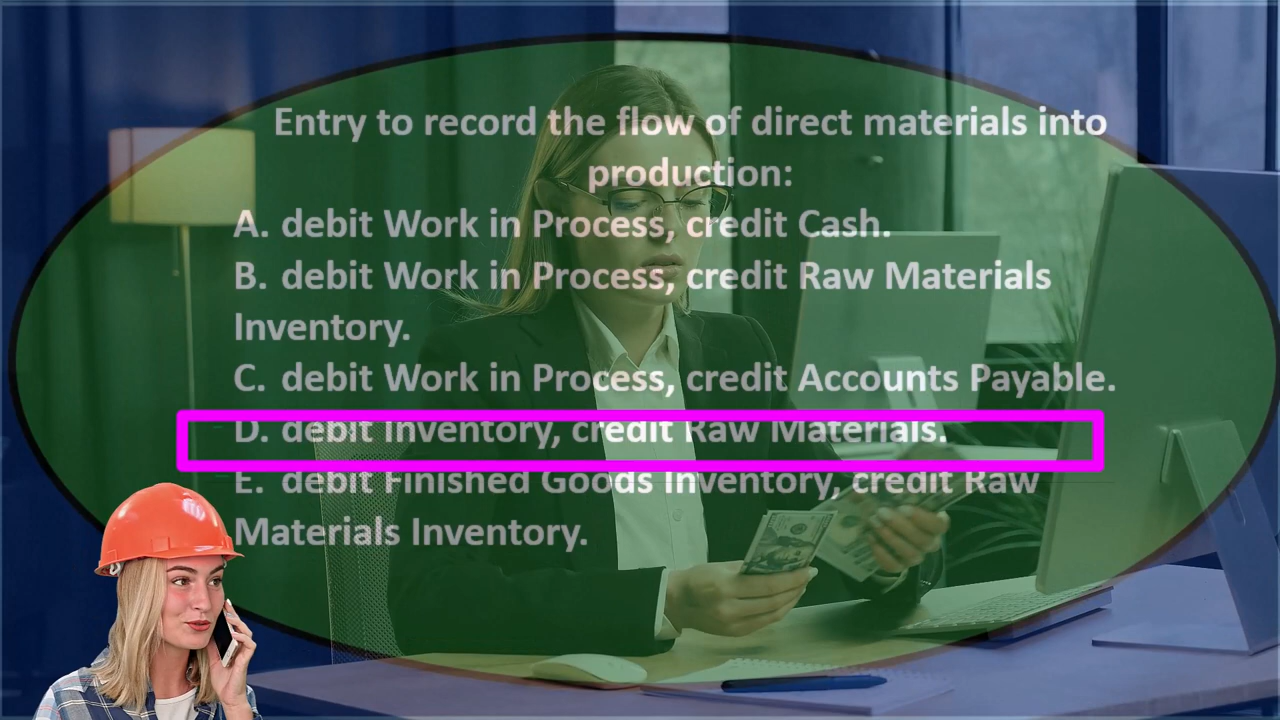 Entry to record the flow of direct materials into
production:
A. debit Work in Process, credit Cash.
B. debit Work in Process, credit Raw Materials
Inventory.
C. debit Work in Process, credit Accounts Payable.
D. debit Inventory, credit Raw Materials.
E. debit Finished Goods Inventory, credit Raw
Materials Inventory.